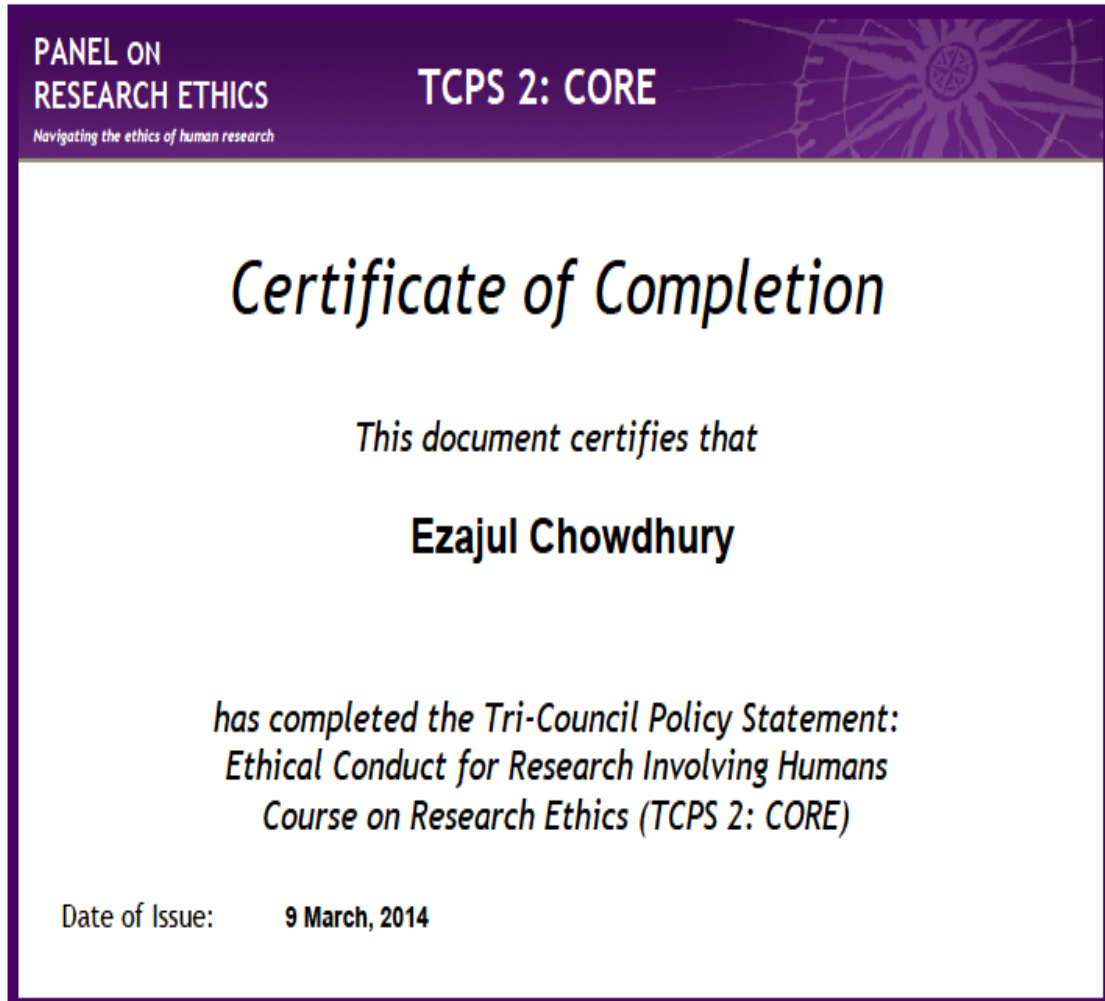 PANEL ON
RESEARCH ETHICS
Navigating the ethics of human research
TCPS 2: CORE
Certificate of Completion
This document certifies that
Ezajul Chowdhury
has completed the Tri-Council Policy Statement:
Ethical Conduct for Research Involving Humans
Course on Research Ethics (TCPS 2: CORE)
Date of Issue: 9 March, 2014